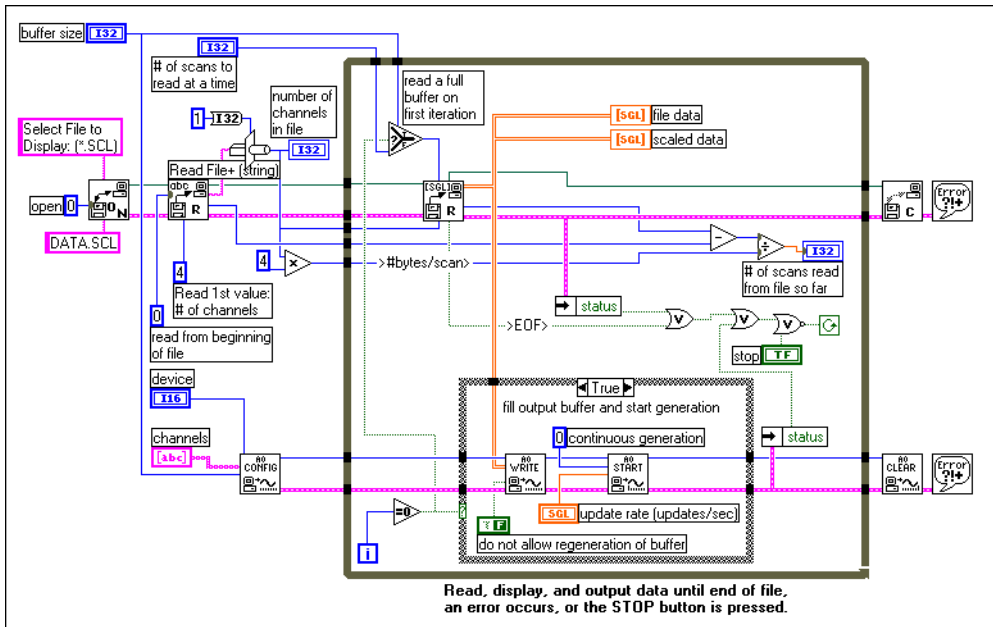 buffer size
I32
I32
# of scans to
read at a time
read a full
buffer on
first iteration
number of
channels
in file
1
I32
I32
[SGL]
file data
[SGL]
scaled data
Select File to
Display: (*.SCL)
Read File+ (string)
open
0
O
N
abc
R
[SGL]
R
C
Error
?!+
DATA.SCL
4
>#bytes/scan>
I32
# of scans read
from file so far
4
Read 1st value:
# of channels
0
read from beginning
of file
status
>EOF>
V
V
V
stop
TF
device
I16
True
fill output buffer and start generation
channels
[abc]
0
continuous generation
status
AO
CONFIG
AO
WRITE
AO
START
AO
CLEAR
Error
?!+
=0
?
T F
SGL
update rate (updates/sec)
do not allow regeneration of buffer
i
Read, display, and output data until end of file,
an error occurs, or the STOP button is pressed.